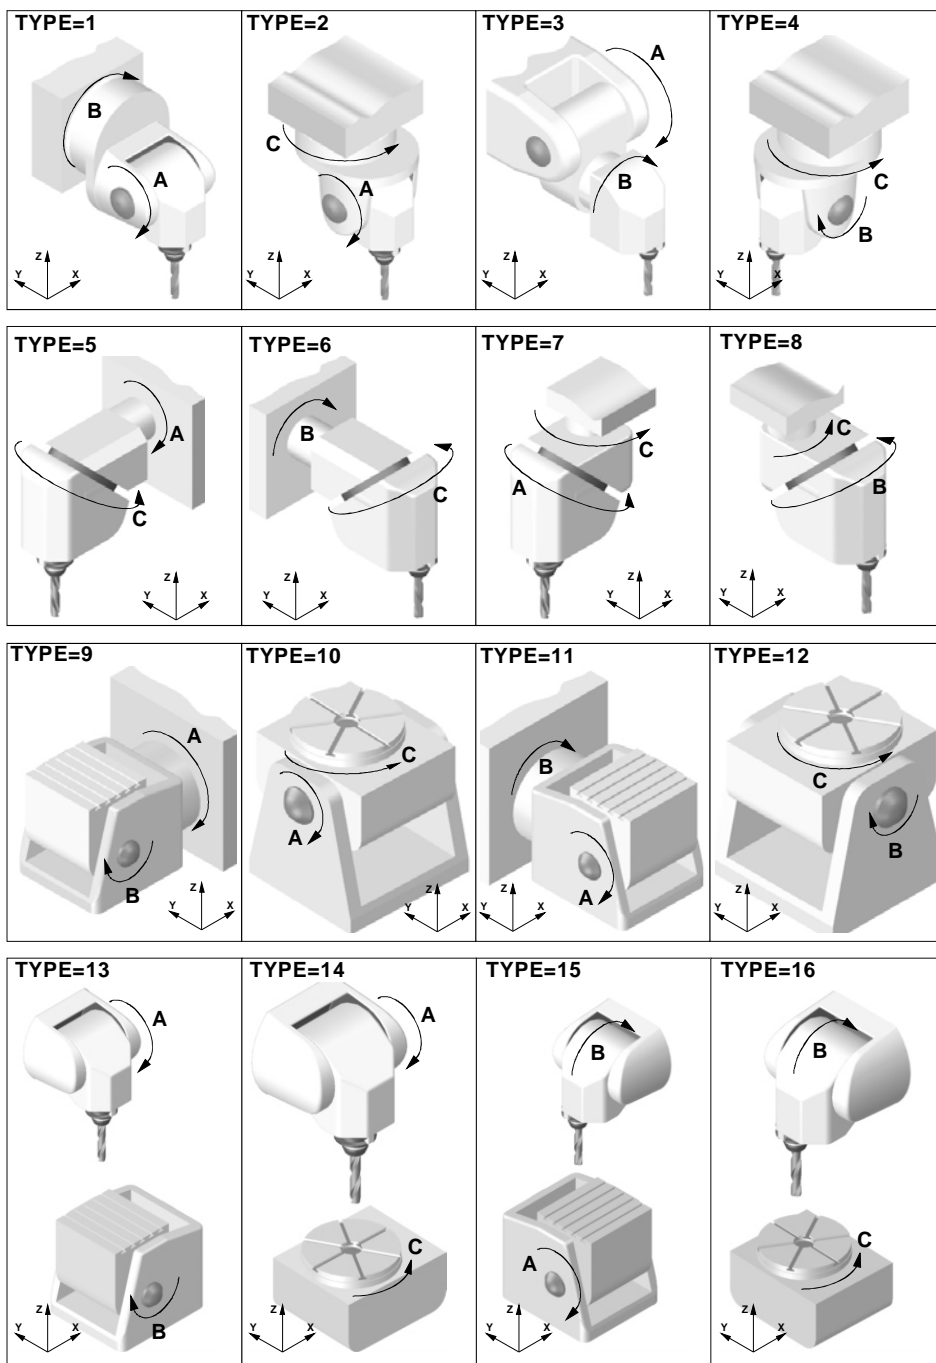 TYPE=1 TYPE=2 TYPE=3 TYPE=4
B A
C A
A B
C B
Z Y X Z Y X Z Y X Z Y X
TYPE=5 TYPE=6 TYPE=7 TYPE=8
A C
B C
C A
C B
Z Y X Z Y X Z Y X Z Y X
TYPE=9 TYPE=10 TYPE=11 TYPE=12
A B
C A
B A
C B
Z Y X Z Y X Z Y X Z Y X
TYPE=13 TYPE=14 TYPE=15 TYPE=16
A B
A C
B A
B C
Z Y X Z Y X Z Y X Z Y X